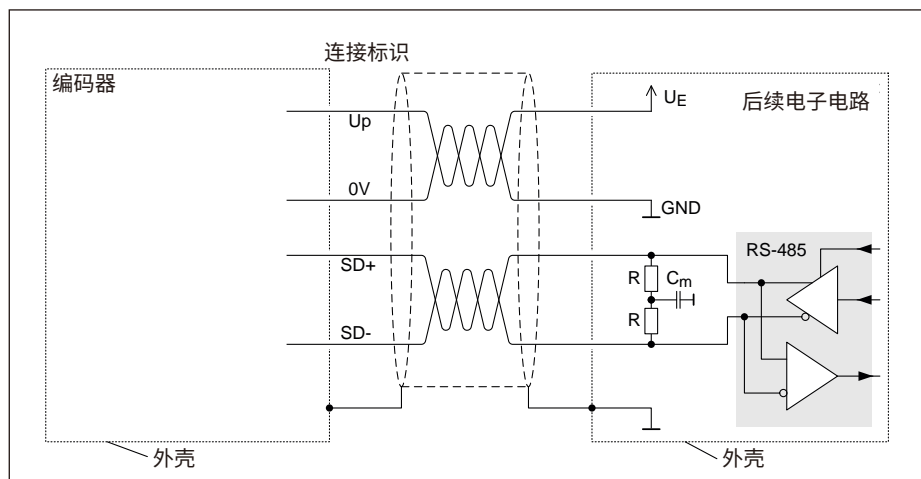 连接标识
编码器
后续电子电路
Up
UE
0V
GND
SD+
RS-485
R
Cm
R
SD-
外壳
外壳